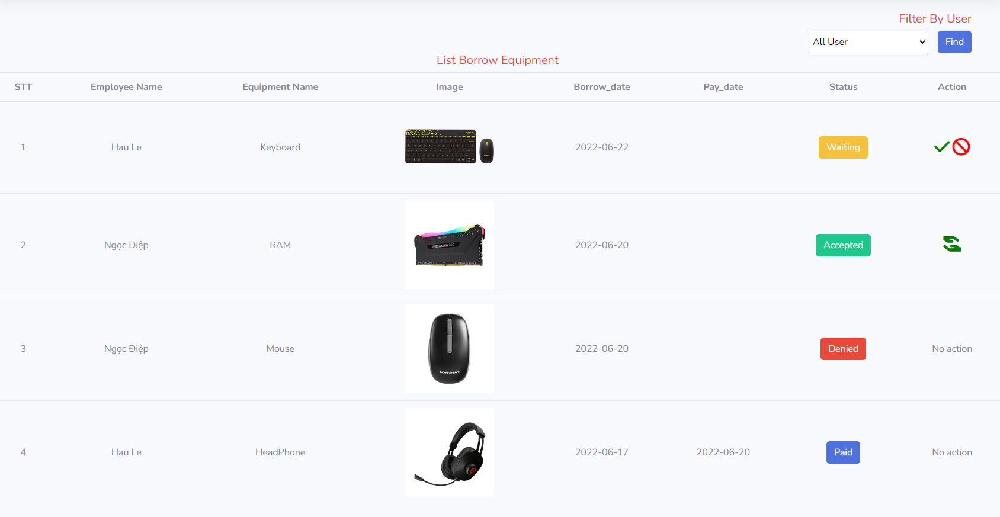 Filter By User
All User
Find
List Borrow Equipment
STT Employee Name Equipment Name Image Borrow_date Pay_date Status Action
1 Hau Le Keyboard 2022-06-22 Waiting
2 Ngọc Điệp RAM 2022-06-20 Accepted
3 Ngọc Điệp Mouse 2022-06-20 Denied No action
lenovo
4 Hau Le HeadPhone 2022-06-17 2022-06-20 Paid No action